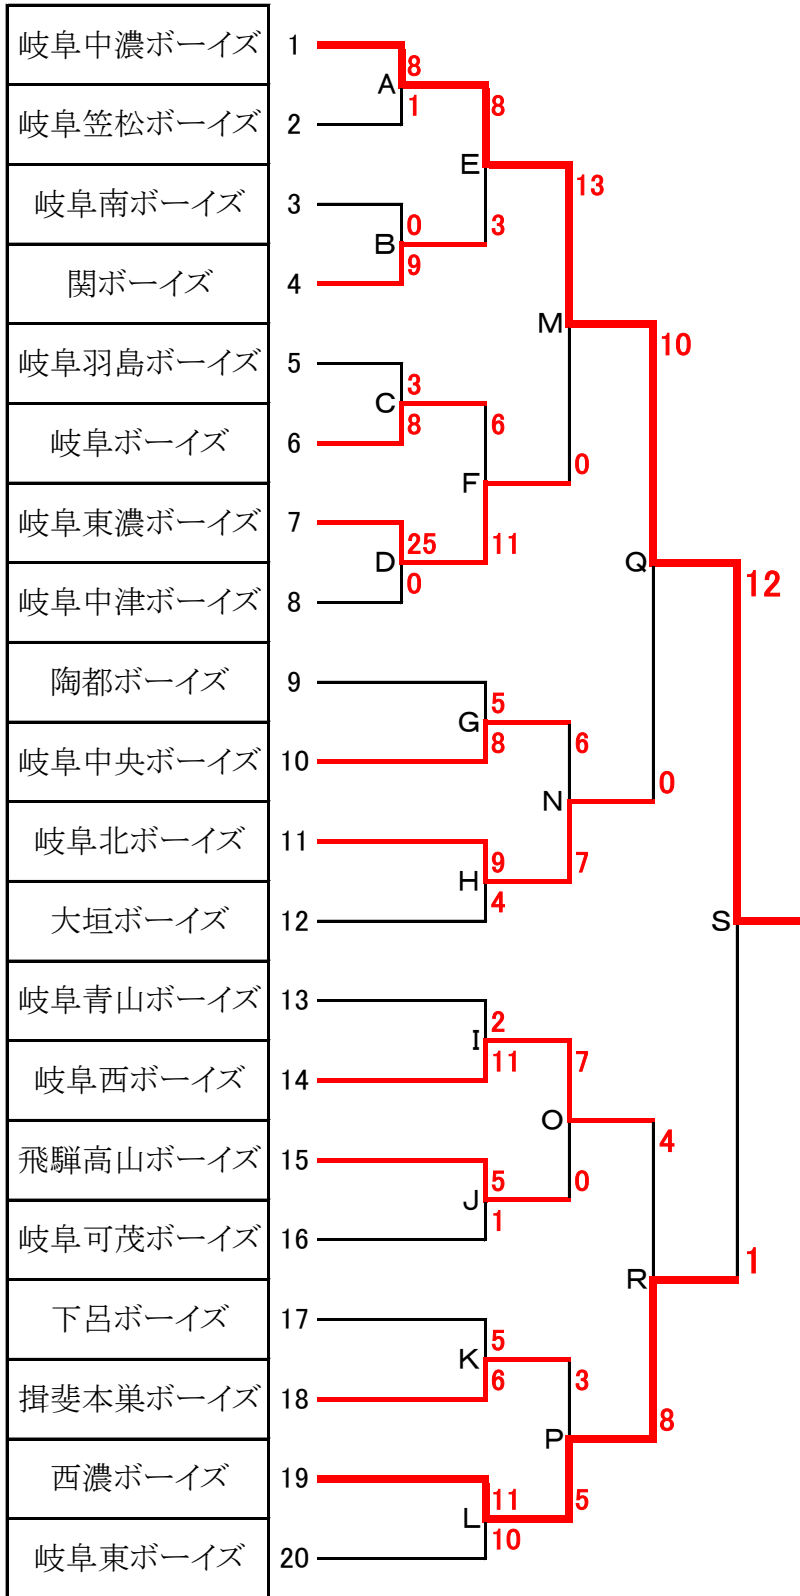 岐阜中濃ボーイズ 1
8
A
1
8
岐阜笠松ボーイズ 2
E
13
岐阜南ボーイズ 3
0
3
B
9
関ボーイズ 4
M
10
岐阜羽島ボーイズ 5
3
C
8
6
岐阜ボーイズ 6
0
F
岐阜東濃ボーイズ 7
25
11
D
0
Q
12
岐阜中津ボーイズ 8
陶都ボーイズ 9
5
G
8
6
岐阜中央ボーイズ 10
0
N
岐阜北ボーイズ 11
9
7
H
4
大垣ボーイズ 12
S
岐阜青山ボーイズ 13
2
I
11
7
岐阜西ボーイズ 14
O
4
飛騨高山ボーイズ 15
5
0
J
1
岐阜可茂ボーイズ 16
1
R
下呂ボーイズ 17
5
K
6
3
揖斐本巣ボーイズ 18
8
P
西濃ボーイズ 19
11
5
L
10
岐阜東ボーイズ 20